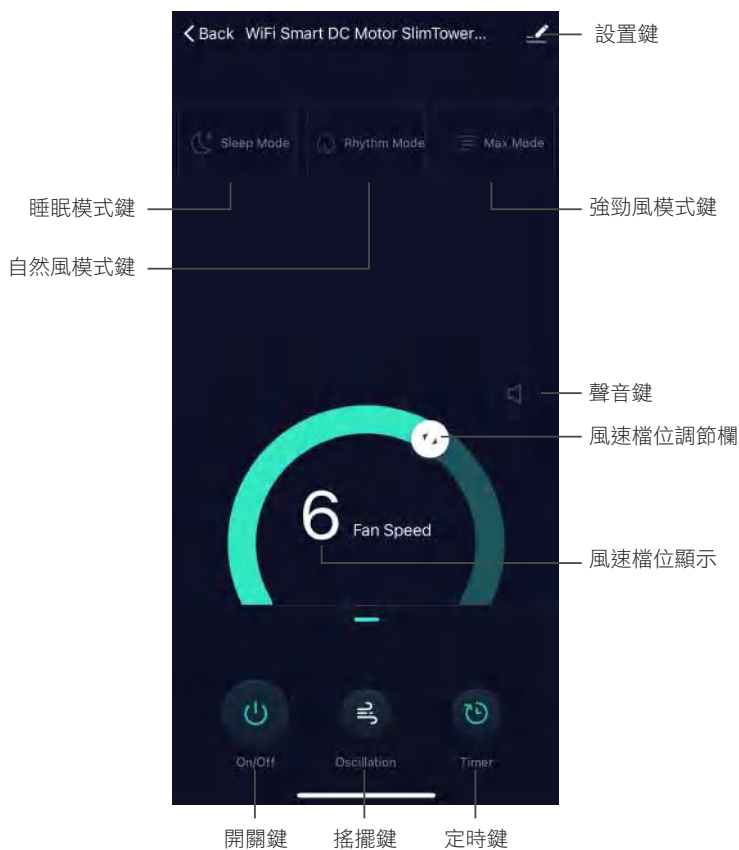 Back WiFi Smart DC Motor SlimTower...
設置鍵
Sleep Mode
Rhythm Mode
Max Mode
睡眠模式鍵
強勁風模式鍵
自然風模式鍵
聲音鍵
風速檔位調節欄
6 Fan Speed
風速檔位顯示
On/Off
Oscillation
Timer
開關鍵
搖擺鍵
定時鍵